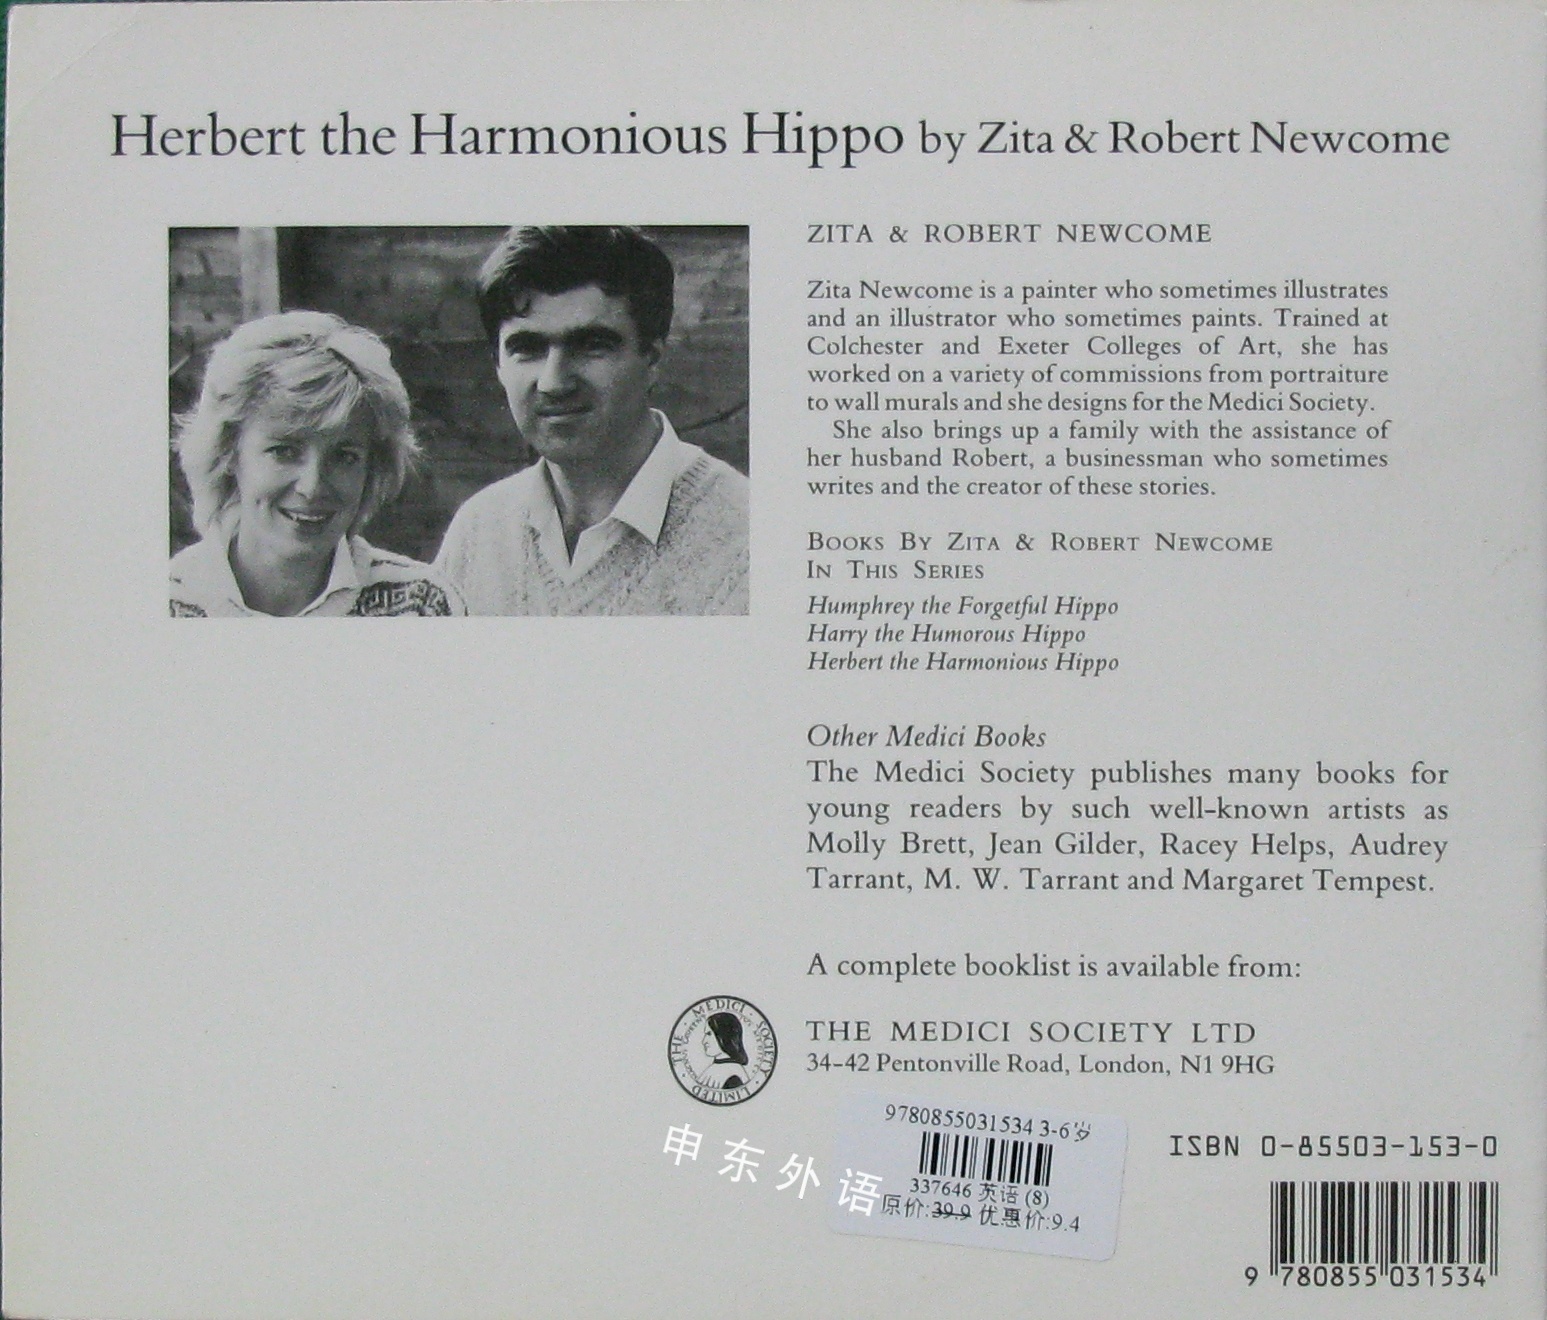 Herbert the Harmonious Hippo by Zita & Robert Newcome
ZITA & ROBERT NEWCOME
Zita Newcome is a painter who sometimes illustrates
and an illustrator who sometimes paints. Trained at
Colchester and Exeter Colleges of Art, she has
worked on a variety of commissions from portraiture
to wall murals and she designs for the Medici Society.
She also brings up a family with the assistance of
her husband Robert, a businessman who sometimes
writes and the creator of these stories.
BOOKS BY ZITA & ROBERT NEWCOME
IN THIS SERIES
Humphrey the Forgetful Hippo
Harry the Humorous Hippo
Herbert the Harmonious Hippo
Other Medici Books
The Medici Society publishes many books for
young readers by such well-known artists as
Molly Brett, Jean Gilder, Racey Helps, Audrey
Tarrant, M. W. Tarrant and Margaret Tempest.
A complete booklist is available from:
THE · MEDICI · SOCIETY · LIMITED ·
THE MEDICI SOCIETY LTD
34-42 Pentonville Road, London, N1 9HG
9780855031534 3-6岁
337646 英语 (8)
原价:39.9 优惠价:9.4
申东外语
ISBN 0-85503-153-0
9 780855 031534